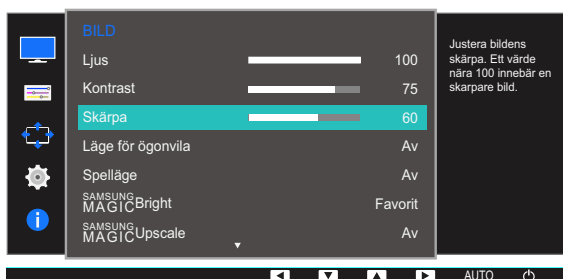 BILD
Ljus 100
Kontrast 75
Skärpa 60
Läge för ögonvila Av
Spelläge Av
SAMSUNG MAGICBright Favorit
SAMSUNG MAGICUpscale Av
Justera bildens
skärpa. Ett värde
nära 100 innebär en
skarpare bild.
AUTO